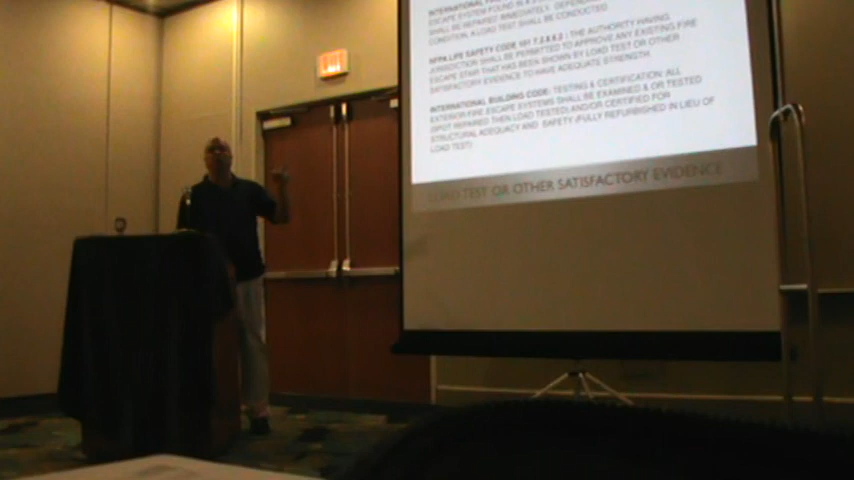 EXIT
INTERNATIONAL
ESCAPE SYSTEM FOUND IN A
SHALL BE REPAIRED IMMEDIATELY. DEPENDING
CONDITION, A LOAD TEST SHALL BE CONDUCTED.
NFPA LIFE SAFETY CODE 101 7.2.8.6.2 : THE AUTHORITY HAVING
JURISDICTION SHALL BE PERMITTED TO APPROVE ANY EXISTING FIRE
ESCAPE STAIR THAT HAS BEEN SHOWN BY LOAD TEST OR OTHER
SATISFACTORY EVIDENCE TO HAVE ADEQUATE STRENGTH.
INTERNATIONAL BUILDING CODE: TESTING & CERTIFICATION: ALL
EXTERIOR FIRE ESCAPE SYSTEMS SHALL BE EXAMINED & OR TESTED
(SPOT REPAIRED THEN LOAD TESTED) AND/OR CERTIFIED FOR
STRUCTURAL ADEQUACY AND SAFETY (FULLY REFURBISHED IN LIEU OF
LOAD TEST)
LOAD TEST OR OTHER SATISFACTORY EVIDENCE